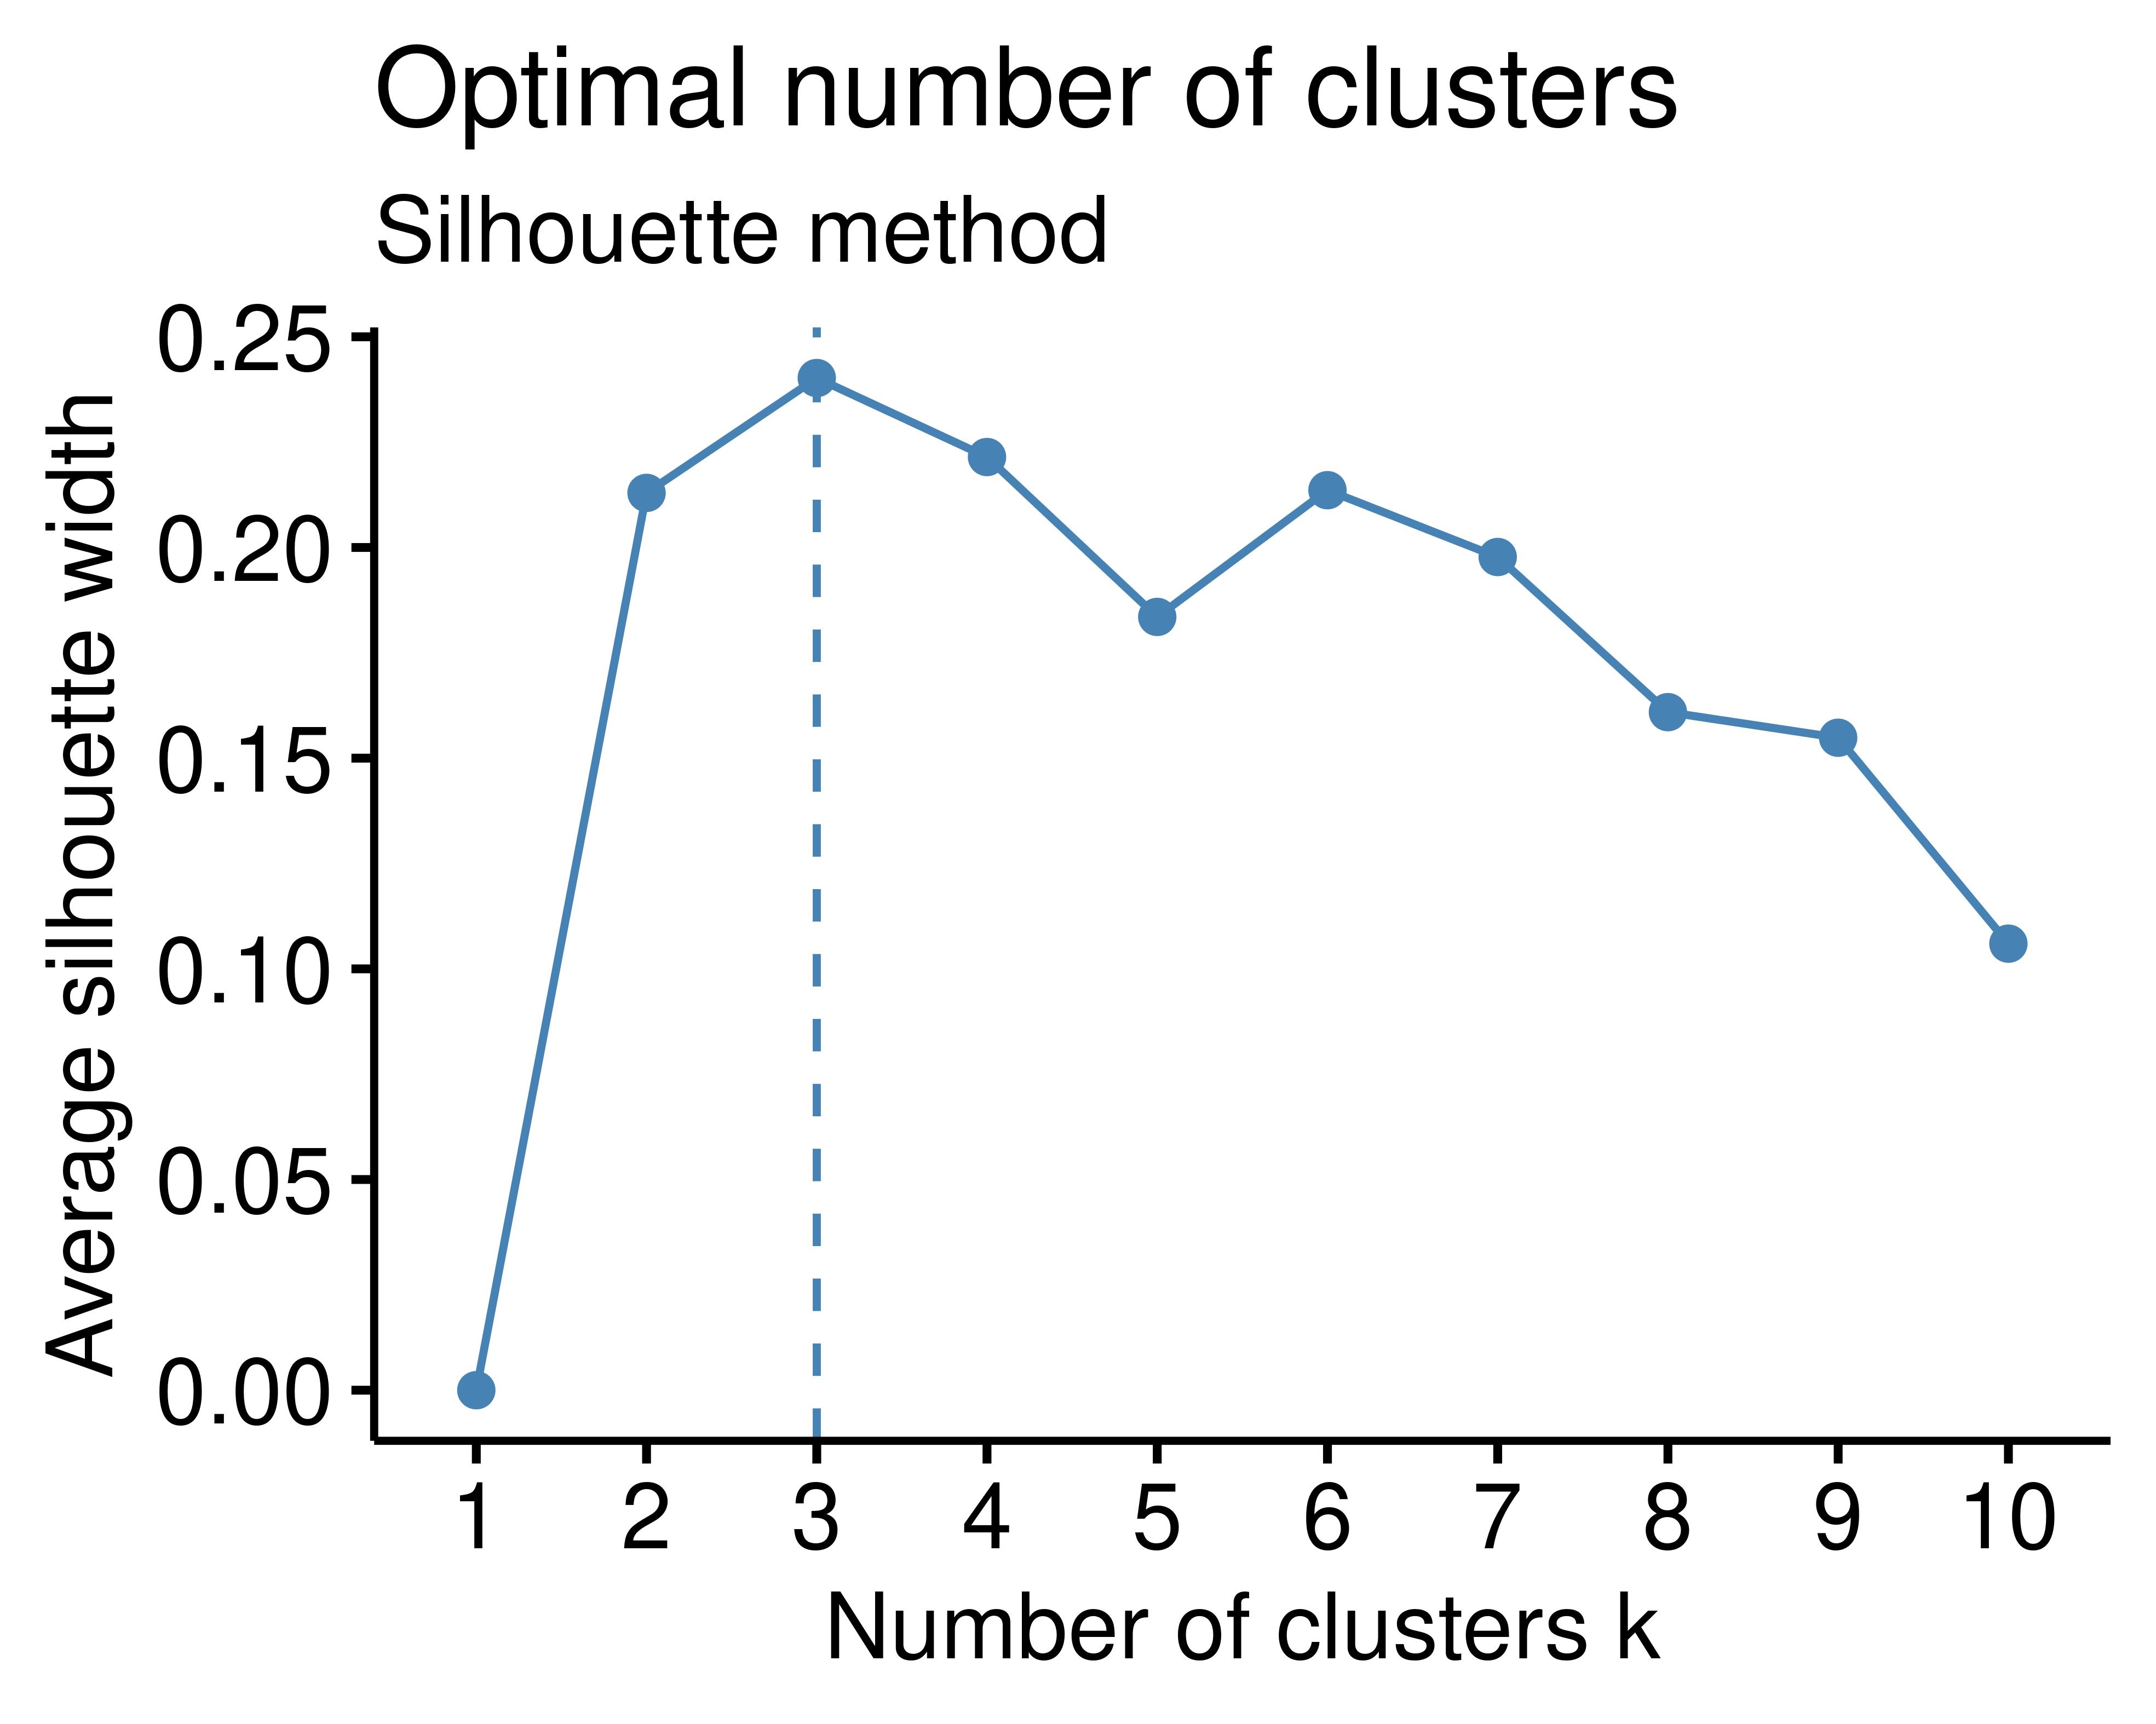 Optimal number of clusters
Silhouette method
Average silhouette width
0.25
0.20
0.15
0.10
0.05
0.00
1 2 3 4 5 6 7 8 9 10
Number of clusters k